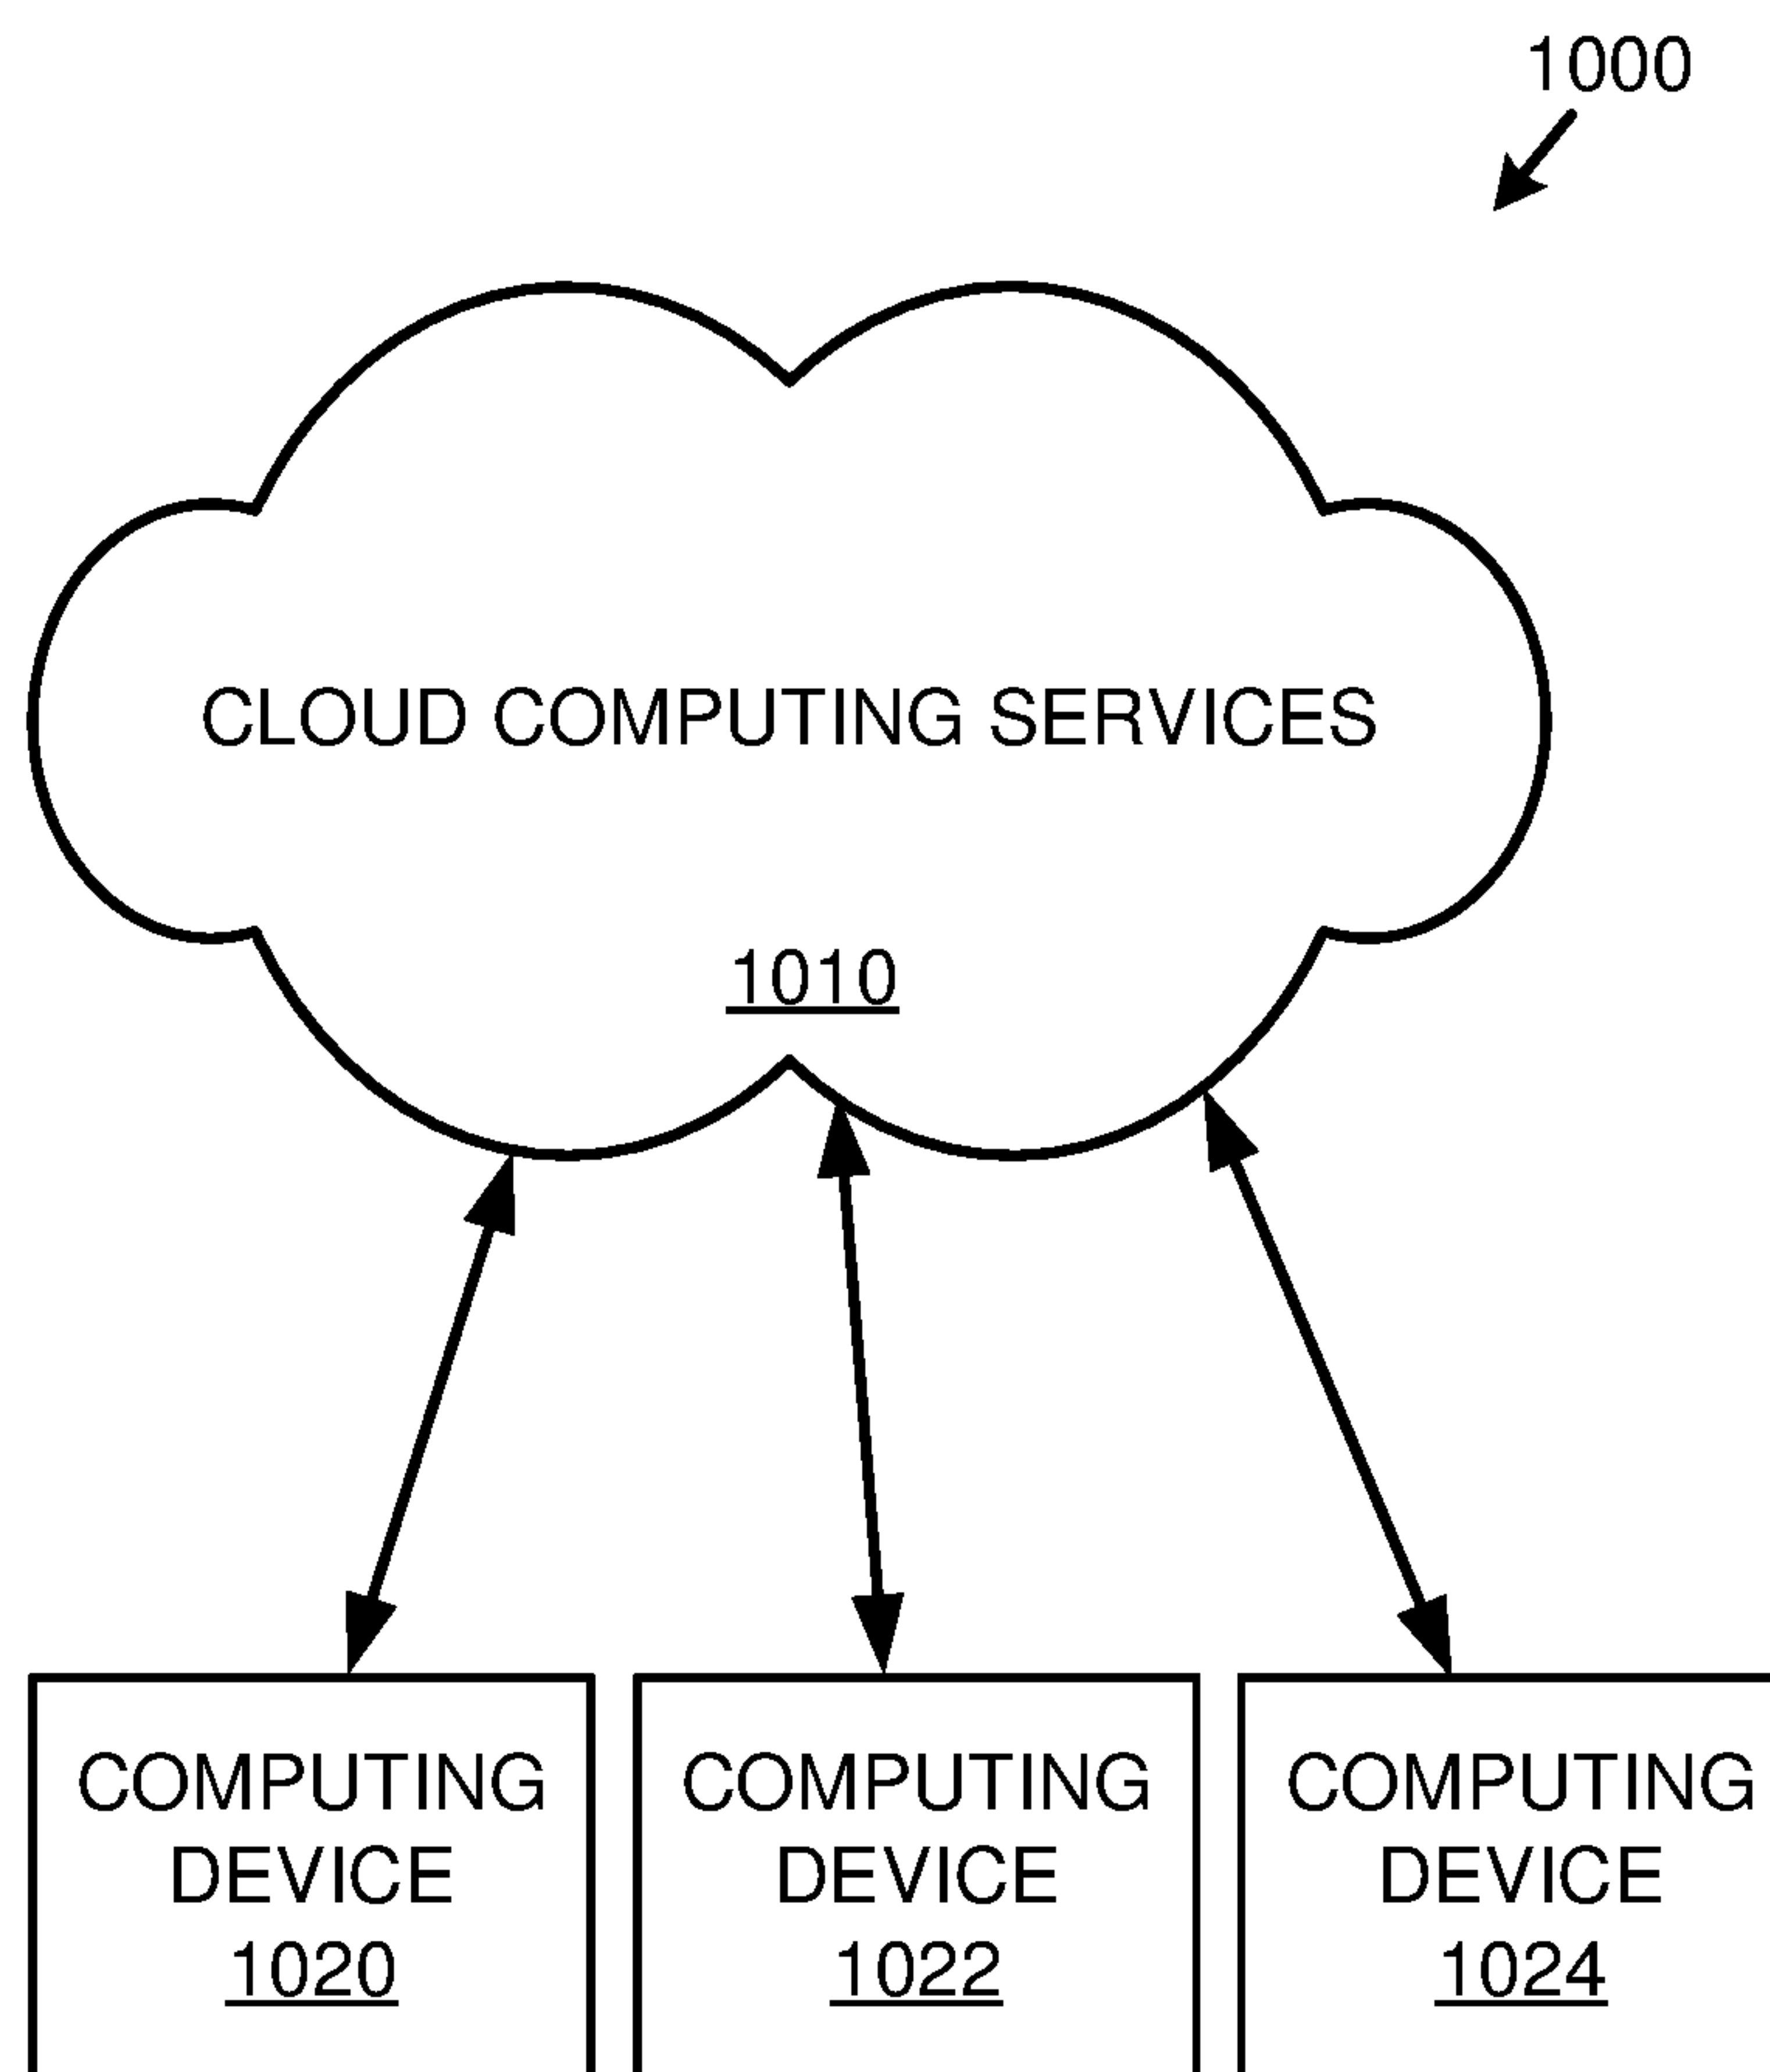 1000
CLOUD COMPUTING SERVICES
1010
COMPUTING
DEVICE
1020
COMPUTING
DEVICE
1022
COMPUTING
DEVICE
1024